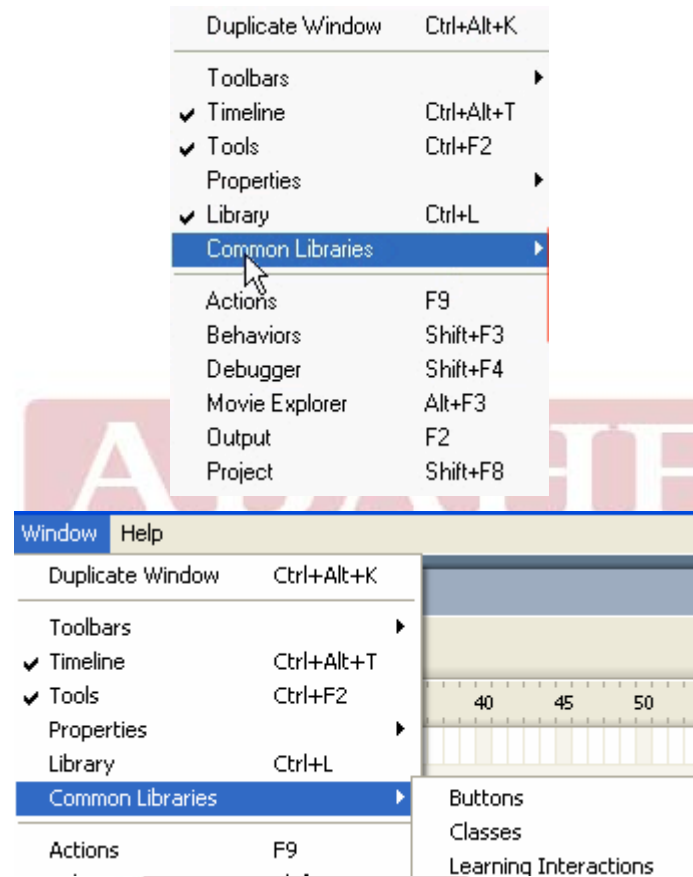 Duplicate Window Ctrl+Alt+K
Toolbars
Timeline Ctrl+Alt+T
Tools Ctrl+F2
Properties
Library Ctrl+L
Common Libraries
Actions F9
Behaviors Shift+F3
Debugger Shift+F4
Movie Explorer Alt+F3
Output F2
Project Shift+F8
Window Help
Duplicate Window Ctrl+Alt+K
Toolbars
Timeline Ctrl+Alt+T
Tools Ctrl+F2
40 45 50
Properties
Library Ctrl+L
Common Libraries
Buttons
Classes
Actions F9
Learning Interactions